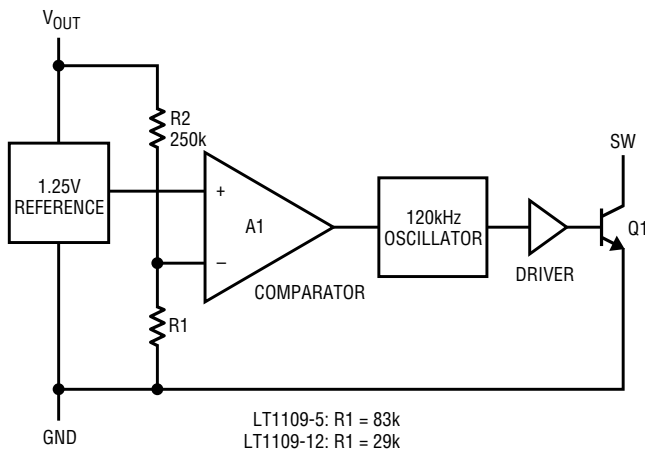 VOUT
R2
250k
SW
1.25V
REFERENCE
+
A1
−
120kHz
OSCILLATOR
Q1
DRIVER
COMPARATOR
R1
GND
LT1109-5: R1 = 83k
LT1109-12: R1 = 29k